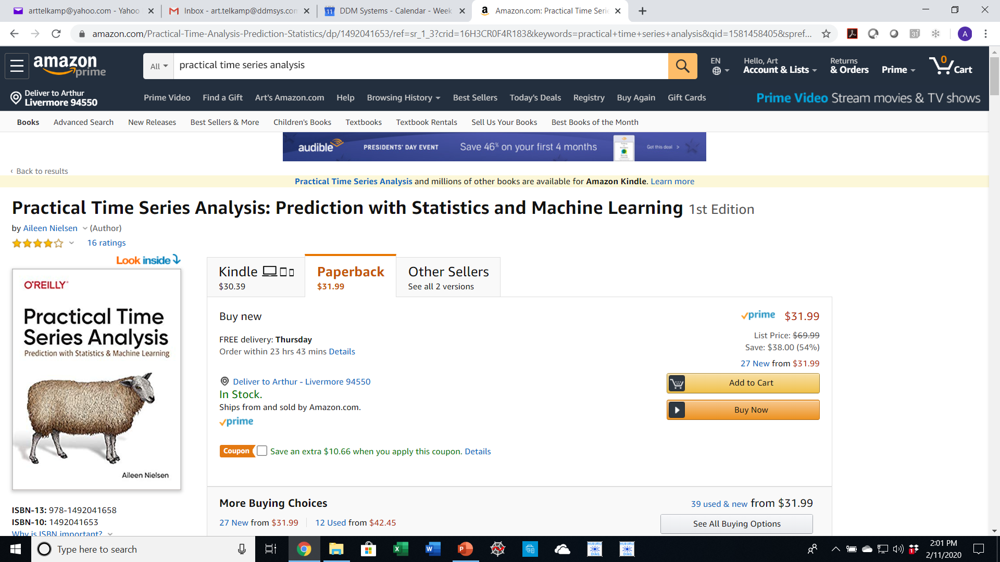 arttelkamp@yahoo.com - Yahoo
Inbox - art.telkamp@ddmsys.com
DDM Systems - Calendar - Week
Amazon.com: Practical Time Serie
amazon.com/Practical-Time-Analysis-Prediction-Statistics/dp/1492041653/ref=sr_1_3?crid=16H3CR0F4R183&keywords=practical+time+series+analysis&qid=1581458405&spref...
A
amazon prime
All
practical time series analysis
EN
Hello, Art
Account & Lists
Returns
& Orders
Prime
0
Cart
Deliver to Arthur
Livermore 94550
Prime Video
Find a Gift
Art's Amazon.com
Help
Browsing History
Best Sellers
Today's Deals
Registry
Buy Again
Gift Cards
Prime Video Stream movies & TV shows
Books
Advanced Search
New Releases
Best Sellers & More
Children's Books
Textbooks
Textbook Rentals
Sell Us Your Books
Best Books of the Month
audible
PRESIDENTS' DAY EVENT
Save 46% on your first 4 months
Get this deal >
‹ Back to results
Practical Time Series Analysis and millions of other books are available for Amazon Kindle. Learn more
Practical Time Series Analysis: Prediction with Statistics and Machine Learning 1st Edition
by Aileen Nielsen (Author)
16 ratings
Look inside
O'REILLY®
Practical Time
Series Analysis
Prediction with Statistics & Machine Learning
Aileen Nielsen
ISBN-13: 978-1492041658
ISBN-10: 1492041653
Why is ISBN important?
Kindle
$30.39
Paperback
$31.99
Other Sellers
See all 2 versions
Buy new
prime $31.99
List Price: $69.99
Save: $38.00 (54%)
27 New from $31.99
FREE delivery: Thursday
Order within 23 hrs 43 mins Details
Deliver to Arthur - Livermore 94550
In Stock.
Ships from and sold by Amazon.com.
prime
Add to Cart
Buy Now
Coupon Save an extra $10.66 when you apply this coupon. Details
More Buying Choices
39 used & new from $31.99
27 New from $31.99
12 Used from $42.45
See All Buying Options
Type here to search
2:01 PM
2/11/2020